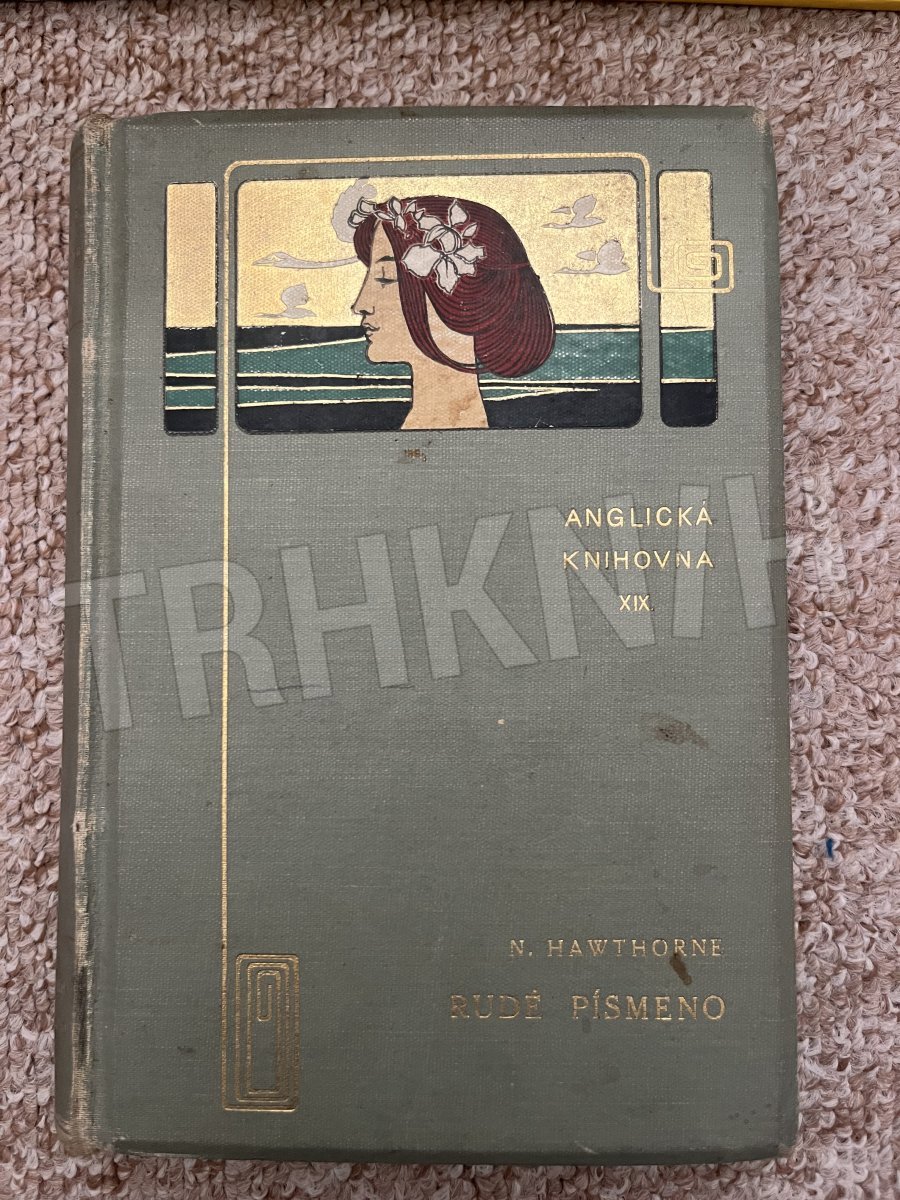 ANGLICKÁ
KNIHOVNA
XIX.
TRHKNIH
N. HAWTHORNE
RUDÉ PÍSMENO